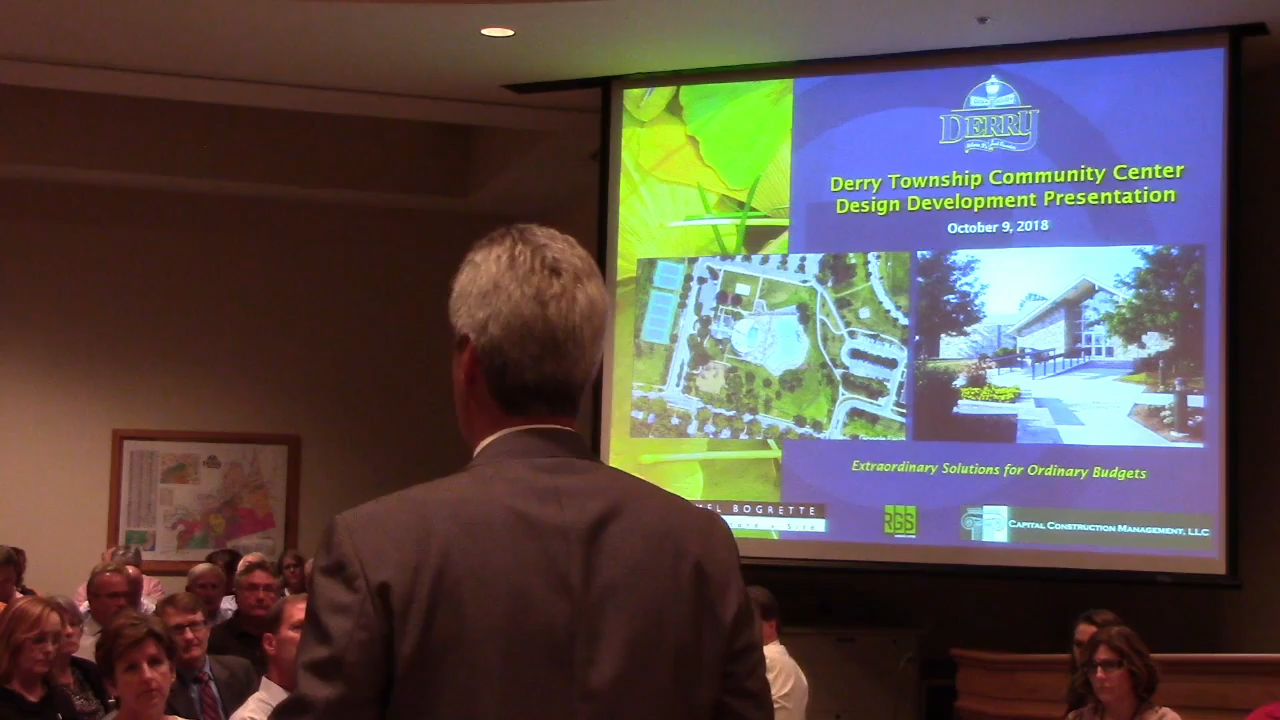 DERRY
Derry Township Community Center
Design Development Presentation
October 9, 2018
Extraordinary Solutions for Ordinary Budgets
BOGRETTE
RGS
CAPITAL CONSTRUCTION MANAGEMENT, LLC